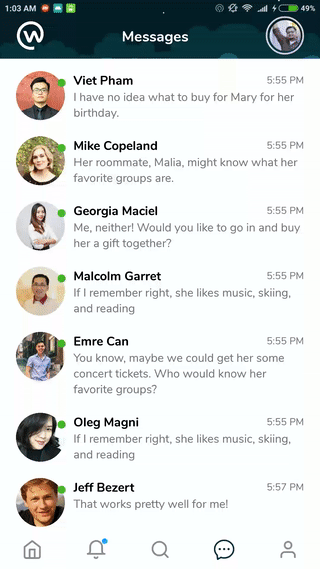 1:03 AM
49%
Messages
Viet Pham 5:55 PM
I have no idea what to buy for Mary for her
birthday.
Mike Copeland 5:55 PM
Her roommate, Malia, might know what her
favorite groups are.
Georgia Maciel 5:55 PM
Me, neither! Would you like to go in and buy
her a gift together?
Malcolm Garret 5:55 PM
If I remember right, she likes music, skiing,
and reading
Emre Can 5:55 PM
You know, maybe we could get her some
concert tickets. Who would know her
favorite groups?
Oleg Magni 5:55 PM
If I remember right, she likes music, skiing,
and reading
Jeff Bezert 5:57 PM
That works pretty well for me!